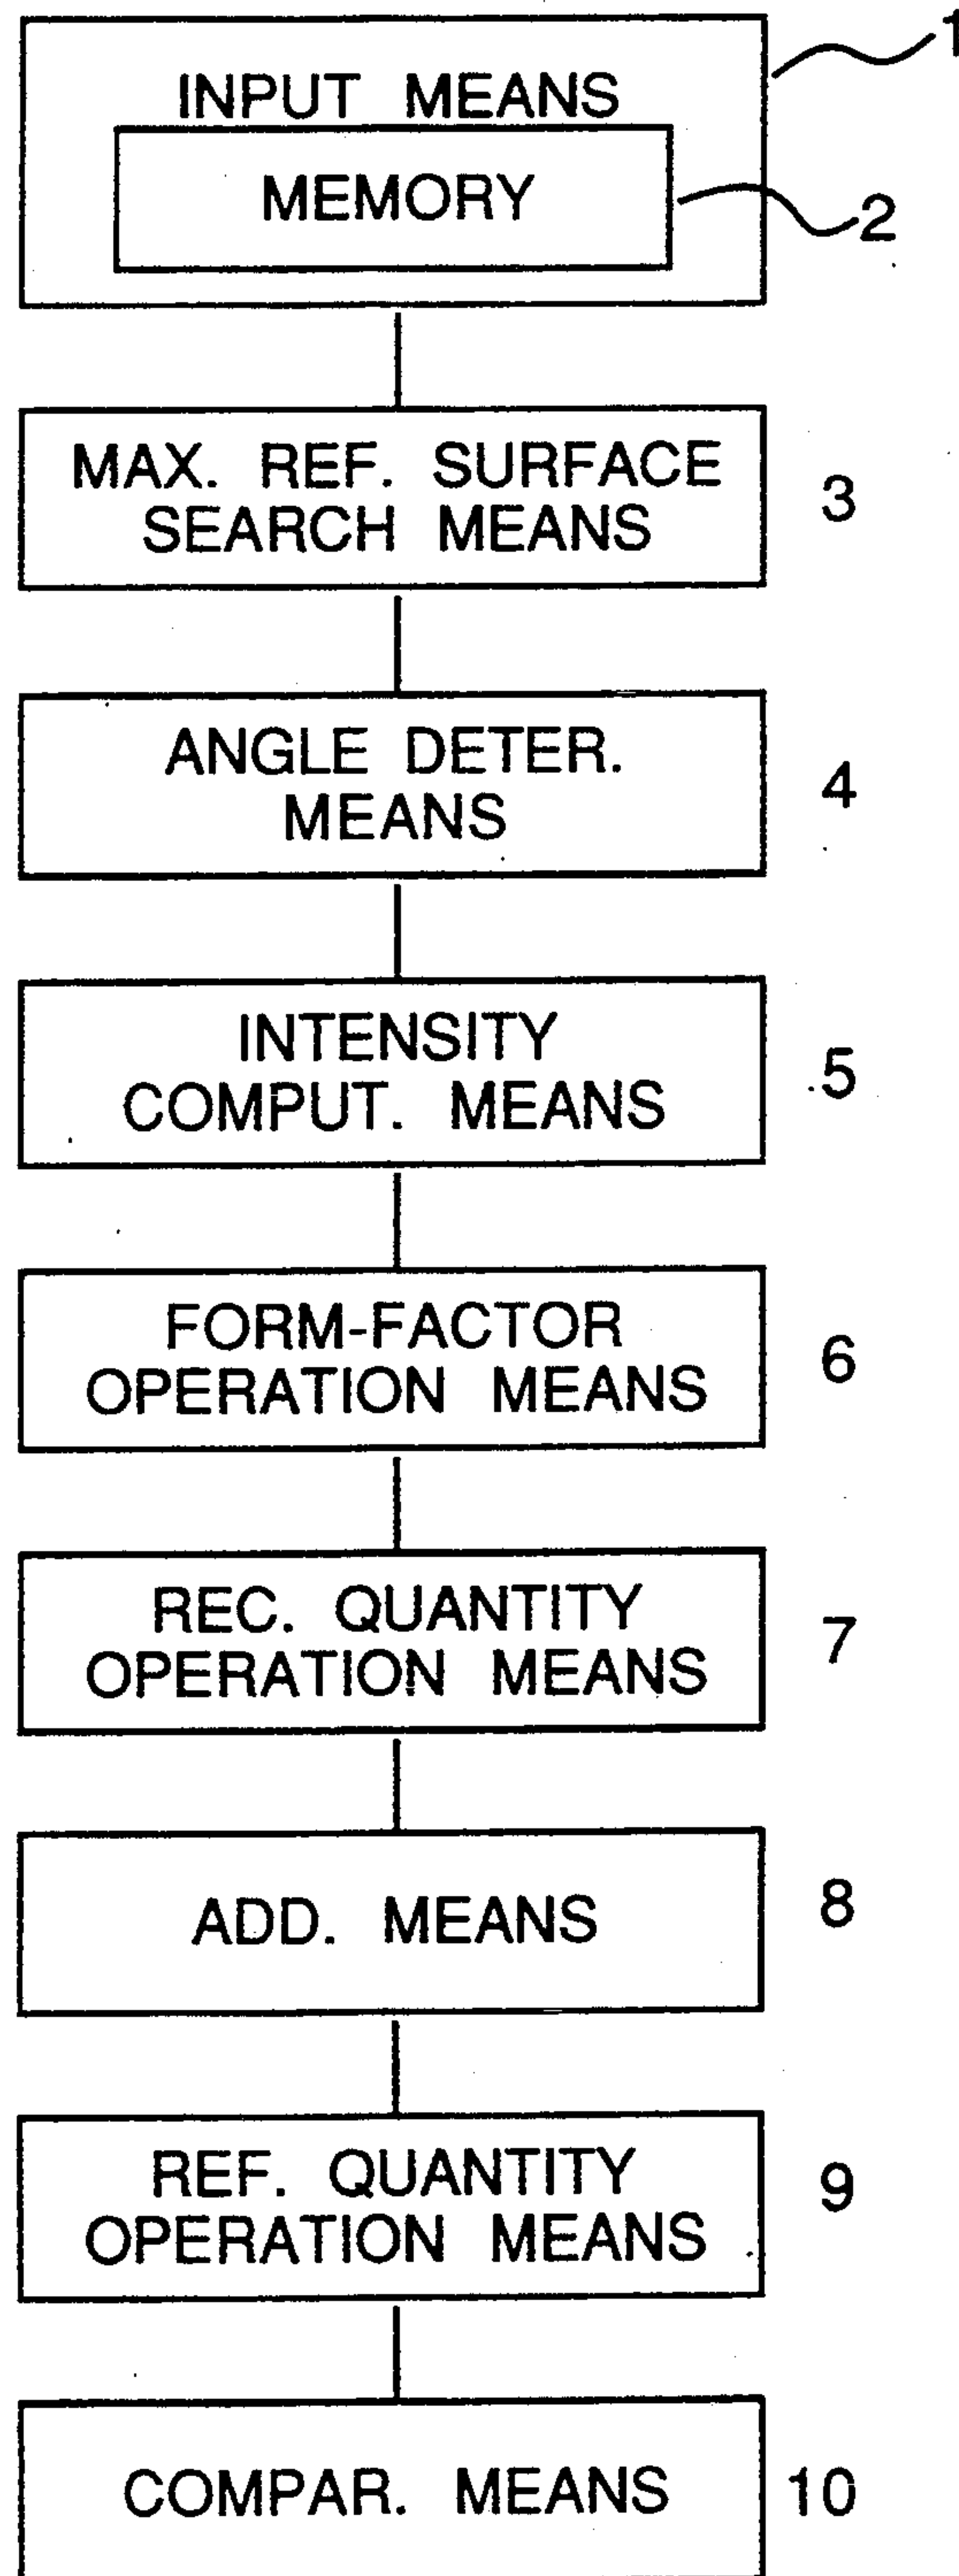 1
INPUT MEANS
MEMORY
2
MAX. REF. SURFACE
SEARCH MEANS
3
ANGLE DETER.
MEANS
4
INTENSITY
COMPUT. MEANS
5
FORM-FACTOR
OPERATION MEANS
6
REC. QUANTITY
OPERATION MEANS
7
ADD. MEANS
8
REF. QUANTITY
OPERATION MEANS
9
COMPAR. MEANS
10